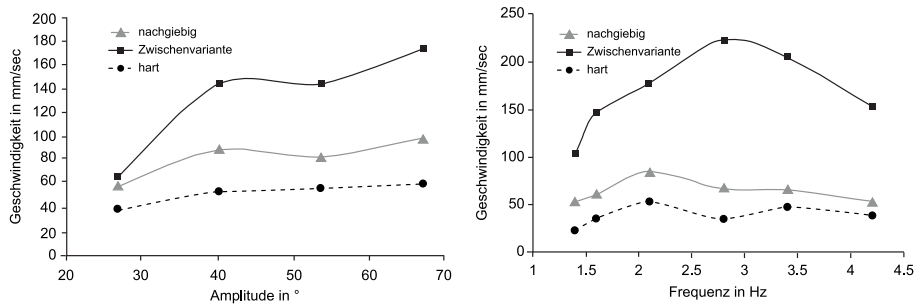 200
180
160
140
120
100
80
60
40
20
0
Geschwindigkeit in mm/sec
nachgiebig
Zwischenvariante
hart
20 30 40 50 60 70
Amplitude in °
250
200
150
100
50
0
Geschwindigkeit in mm/sec
nachgiebig
Zwischenvariante
hart
1 1.5 2 2.5 3 3.5 4 4.5
Frequenz in Hz